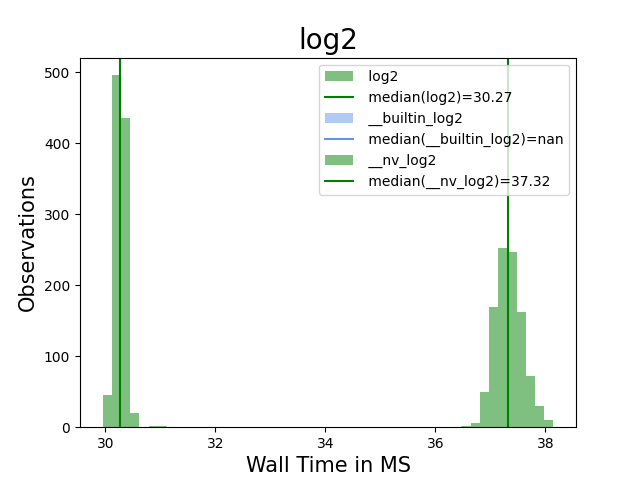 log2
500
400
300
200
100
0
Observations
log2
median(log2)=30.27
__builtin_log2
median(__builtin_log2)=nan
__nv_log2
median(__nv_log2)=37.32
30 32 34 36 38
Wall Time in MS